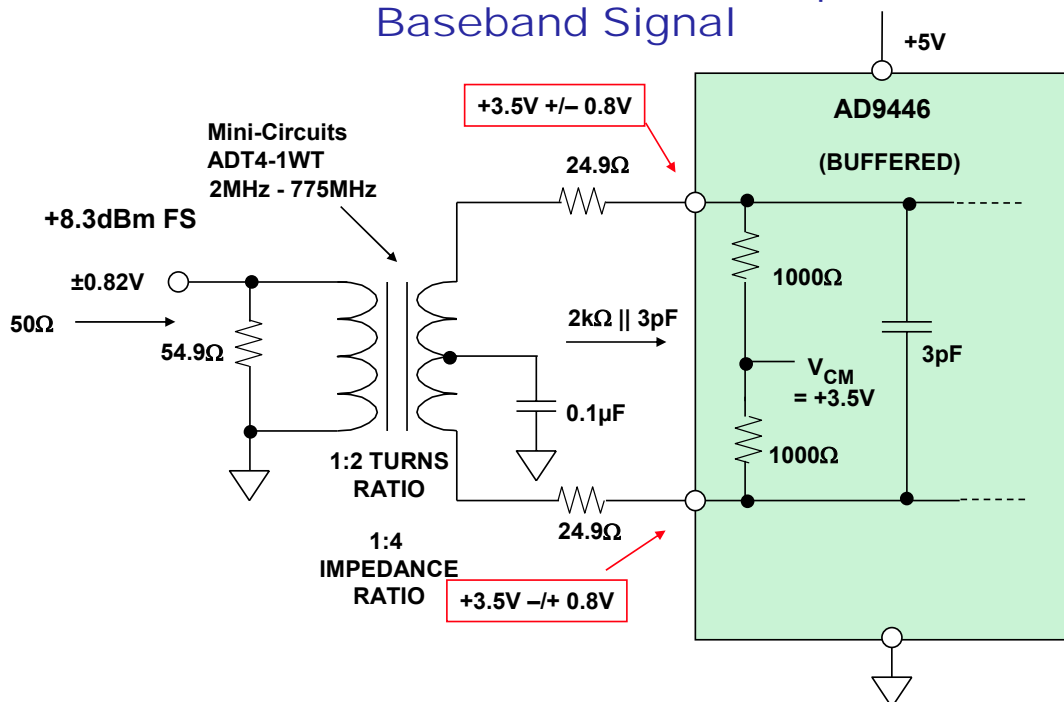 Baseband Signal
+5V
+3.5V +/– 0.8V
AD9446
(BUFFERED)
Mini-Circuits
ADT4-1WT
2MHz - 775MHz
24.9Ω
+8.3dBm FS
±0.82V
50Ω
54.9Ω
1000Ω
2kΩ || 3pF
3pF
VCM
= +3.5V
0.1µF
1000Ω
1:2 TURNS
RATIO
24.9Ω
1:4
IMPEDANCE
RATIO
+3.5V –/+ 0.8V